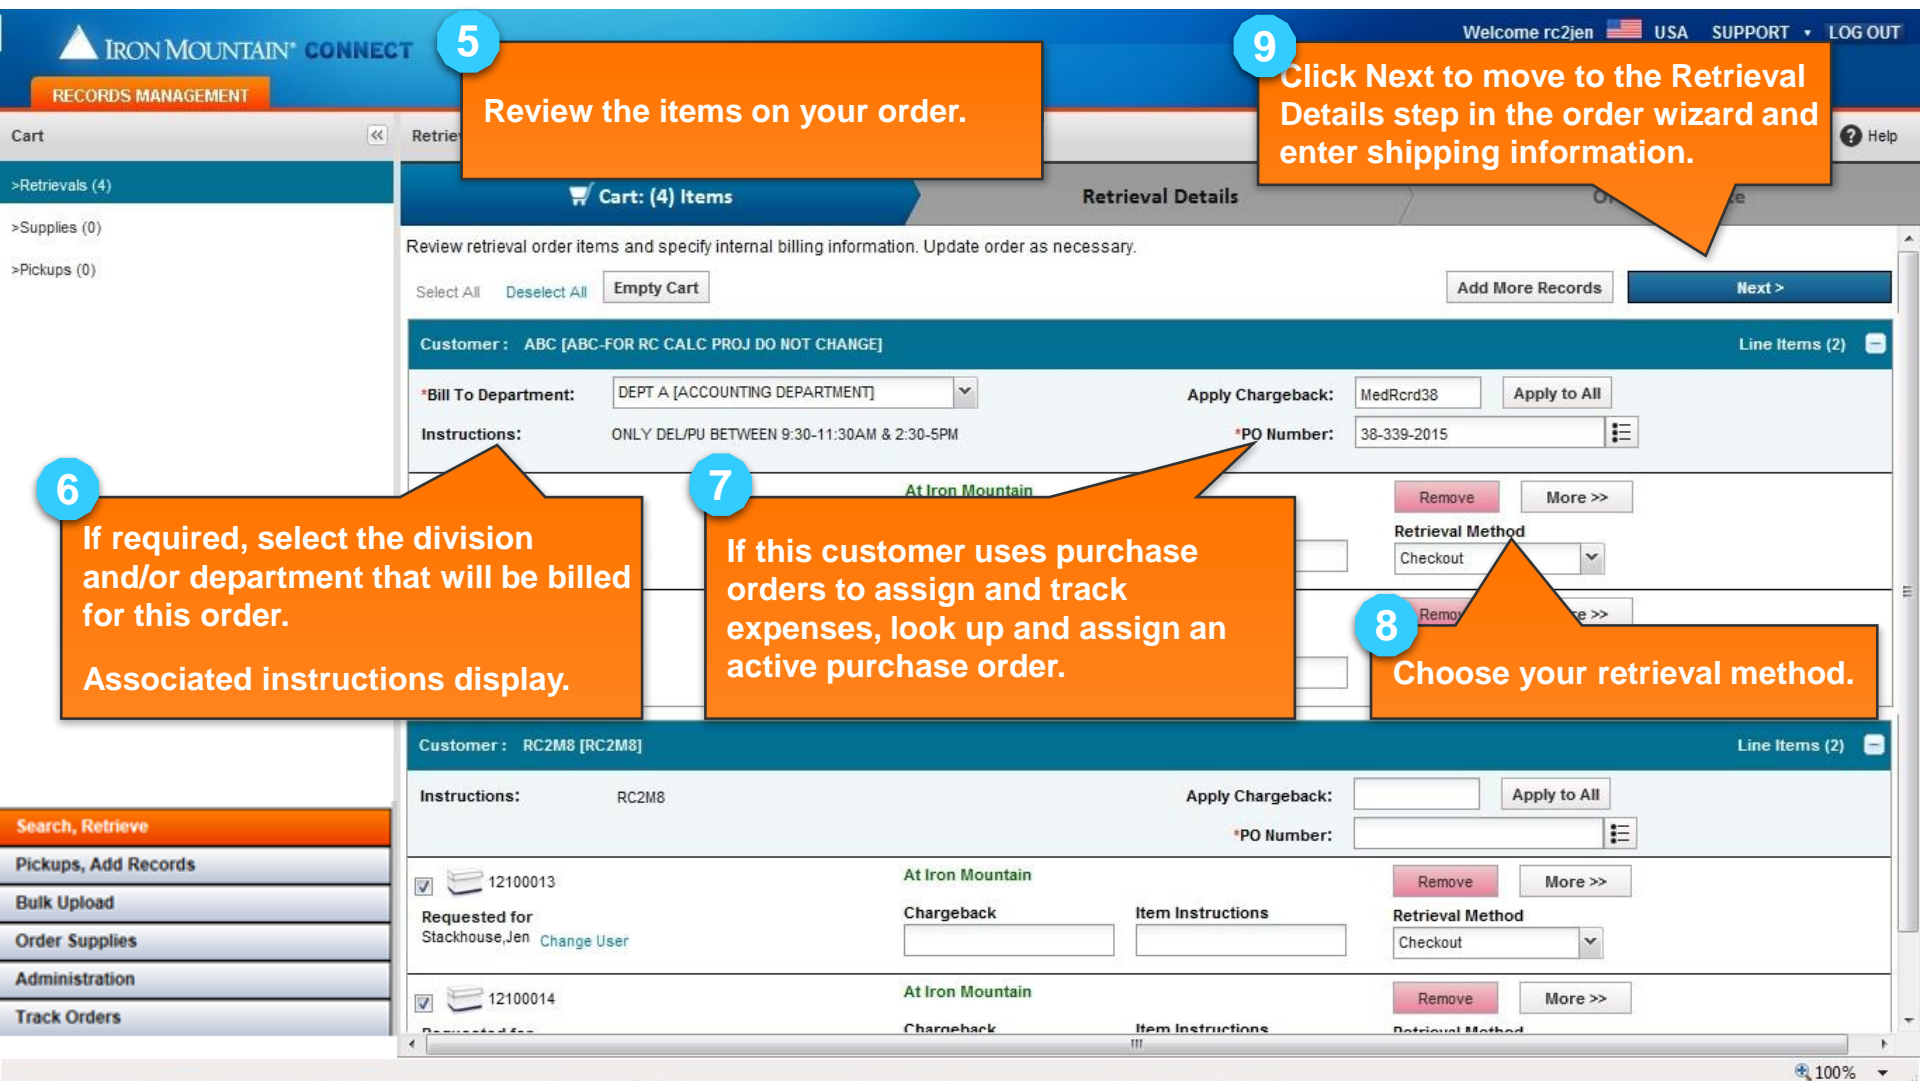 IRON MOUNTAIN® CONNECT
Welcome rc2jen USA SUPPORT LOG OUT
RECORDS MANAGEMENT
5
Review the items on your order.
9
Click Next to move to the Retrieval
Details step in the order wizard and
enter shipping information.
Cart
Help
>Retrievals (4)
>Supplies (0)
>Pickups (0)
Cart: (4) Items
Retrieval Details
Review retrieval order items and specify internal billing information. Update order as necessary.
Select All Deselect All Empty Cart Add More Records Next >
Customer : ABC [ABC-FOR RC CALC PROJ DO NOT CHANGE] Line Items (2)
*Bill To Department: DEPT A [ACCOUNTING DEPARTMENT] Apply Chargeback: MedRcrd38 Apply to All
Instructions: ONLY DEL/PU BETWEEN 9:30-11:30AM & 2:30-5PM *PO Number: 38-339-2015
At Iron Mountain Remove More >>
Retrieval Method
Checkout
6
If required, select the division
and/or department that will be billed
for this order.
Associated instructions display.
7
If this customer uses purchase
orders to assign and track
expenses, look up and assign an
active purchase order.
8
Choose your retrieval method.
Customer : RC2M8 [RC2M8] Line Items (2)
Instructions: RC2M8 Apply Chargeback: Apply to All
*PO Number:
12100013 At Iron Mountain Remove More >>
Requested for Chargeback Item Instructions Retrieval Method
Stackhouse,Jen Change User Checkout
12100014 At Iron Mountain Remove More >>
Requested for Chargeback Item Instructions Retrieval Method
Search, Retrieve
Pickups, Add Records
Bulk Upload
Order Supplies
Administration
Track Orders
100%